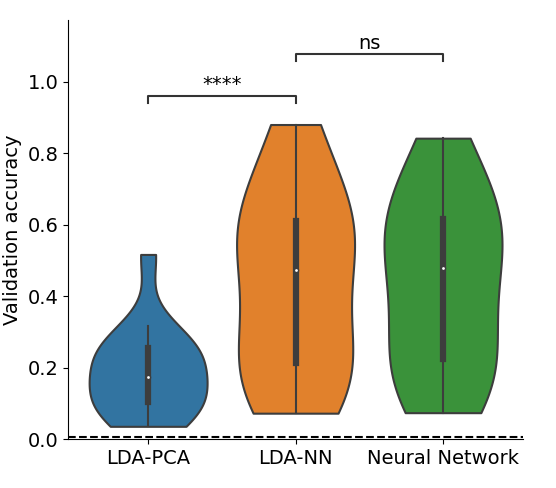 ns
****
1.0
0.8
0.6
0.4
0.2
0.0
Validation accuracy
LDA-PCA
LDA-NN
Neural Network